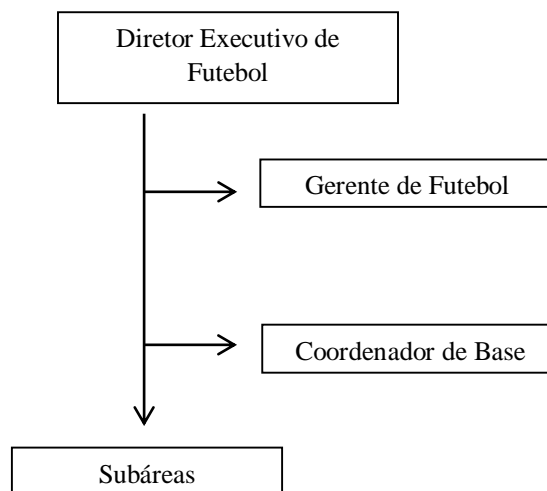 Diretor Executivo de
Futebol
Gerente de Futebol
Coordenador de Base
Subáreas